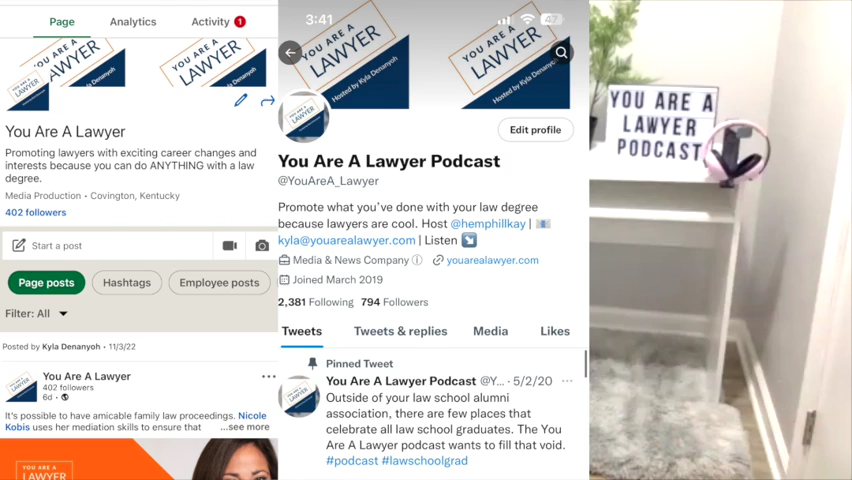 Page
Analytics
Activity 1
YOU ARE A
LAWYER
Kyla Denanyoh
YOU ARE A
LAWYER
You Are A Lawyer
Promoting lawyers with exciting career changes and
interests because you can do ANYTHING with a law
degree.
Media Production • Covington, Kentucky
402 followers
Start a post
Page posts
Hashtags
Employee posts
Filter: All
Posted by Kyla Denanyoh • 11/3/22
You Are A Lawyer
402 followers
6d •
It's possible to have amicable family law proceedings. Nicole
Kobis uses her mediation skills to ensure that ...see more
YOU ARE A
LAWYER
3:41
47
YOU ARE A
LAWYER
Hosted by Kyla Denanyoh
YOU ARE A
LAWYER
Hosted by Kyla Denanyoh
Edit profile
You Are A Lawyer Podcast
@YouAreA_Lawyer
Promote what you've done with your law degree
because lawyers are cool. Host @hemphillkay | 📧
kyla@youarealawyer.com | Listen ↘️
Media & News Company
youarealawyer.com
Joined March 2019
2,381 Following 794 Followers
Tweets
Tweets & replies
Media
Likes
Pinned Tweet
You Are A Lawyer Podcast @Y... · 5/2/20
Outside of your law school alumni
association, there are few places that
celebrate all law school graduates. The You
Are A Lawyer podcast wants to fill that void.
#podcast #lawschoolgrad
YOU ARE A
LAWYER
PODCAST